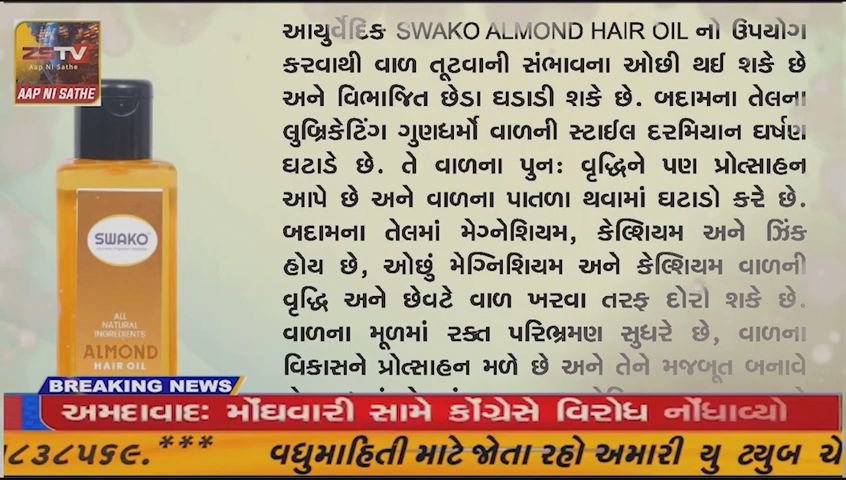 ZSTV
Aap Ni Sathe
AAP NI SATHE
આયુર્વેદિક SWAKO ALMOND HAIR OIL નો ઉપયોગ
કરવાથી વાળ તૂટવાની સંભાવના ઓછી થઈ શકે છે
અને વિભાજિત છેડા ઘડાડી શકે છે. બદામના તેલના
લુબ્રિકેટિંગ ગુણધર્મો વાળની સ્ટાઈલ દરમિયાન ઘર્ષણ
ઘટાડે છે. તે વાળના પુનઃ વૃદ્ધિને પણ પ્રોત્સાહન
આપે છે અને વાળના પાતળા થવામાં ઘટાડો કરે છે.
બદામના તેલમાં મેગ્નેશિયમ, કેલ્શિયમ અને ઝિંક
હોય છે, ઓછું મેગ્નિશિયમ અને કેલ્શિયમ વાળની
વૃદ્ધિ અને છેવટે વાળ ખરવા તરફ દોરી શકે છે.
વાળના મૂળમાં રક્ત પરિભ્રમણ સુધરે છે, વાળના
વિકાસને પ્રોત્સાહન મળે છે અને તેને મજબૂત બનાવે
SWAKO
ALL
NATURAL
INGREDIENTS
ALMOND
HAIR OIL
BREAKING NEWS
અમદાવાદઃ મોંઘવારી સામે કોંગ્રેસે વિરોધ નોંધાવ્યો
૧૮૩૮૫૬૯.*** વધુમાહિતી માટે જોતા રહો અમારી યુ ટ્યુબ ચે